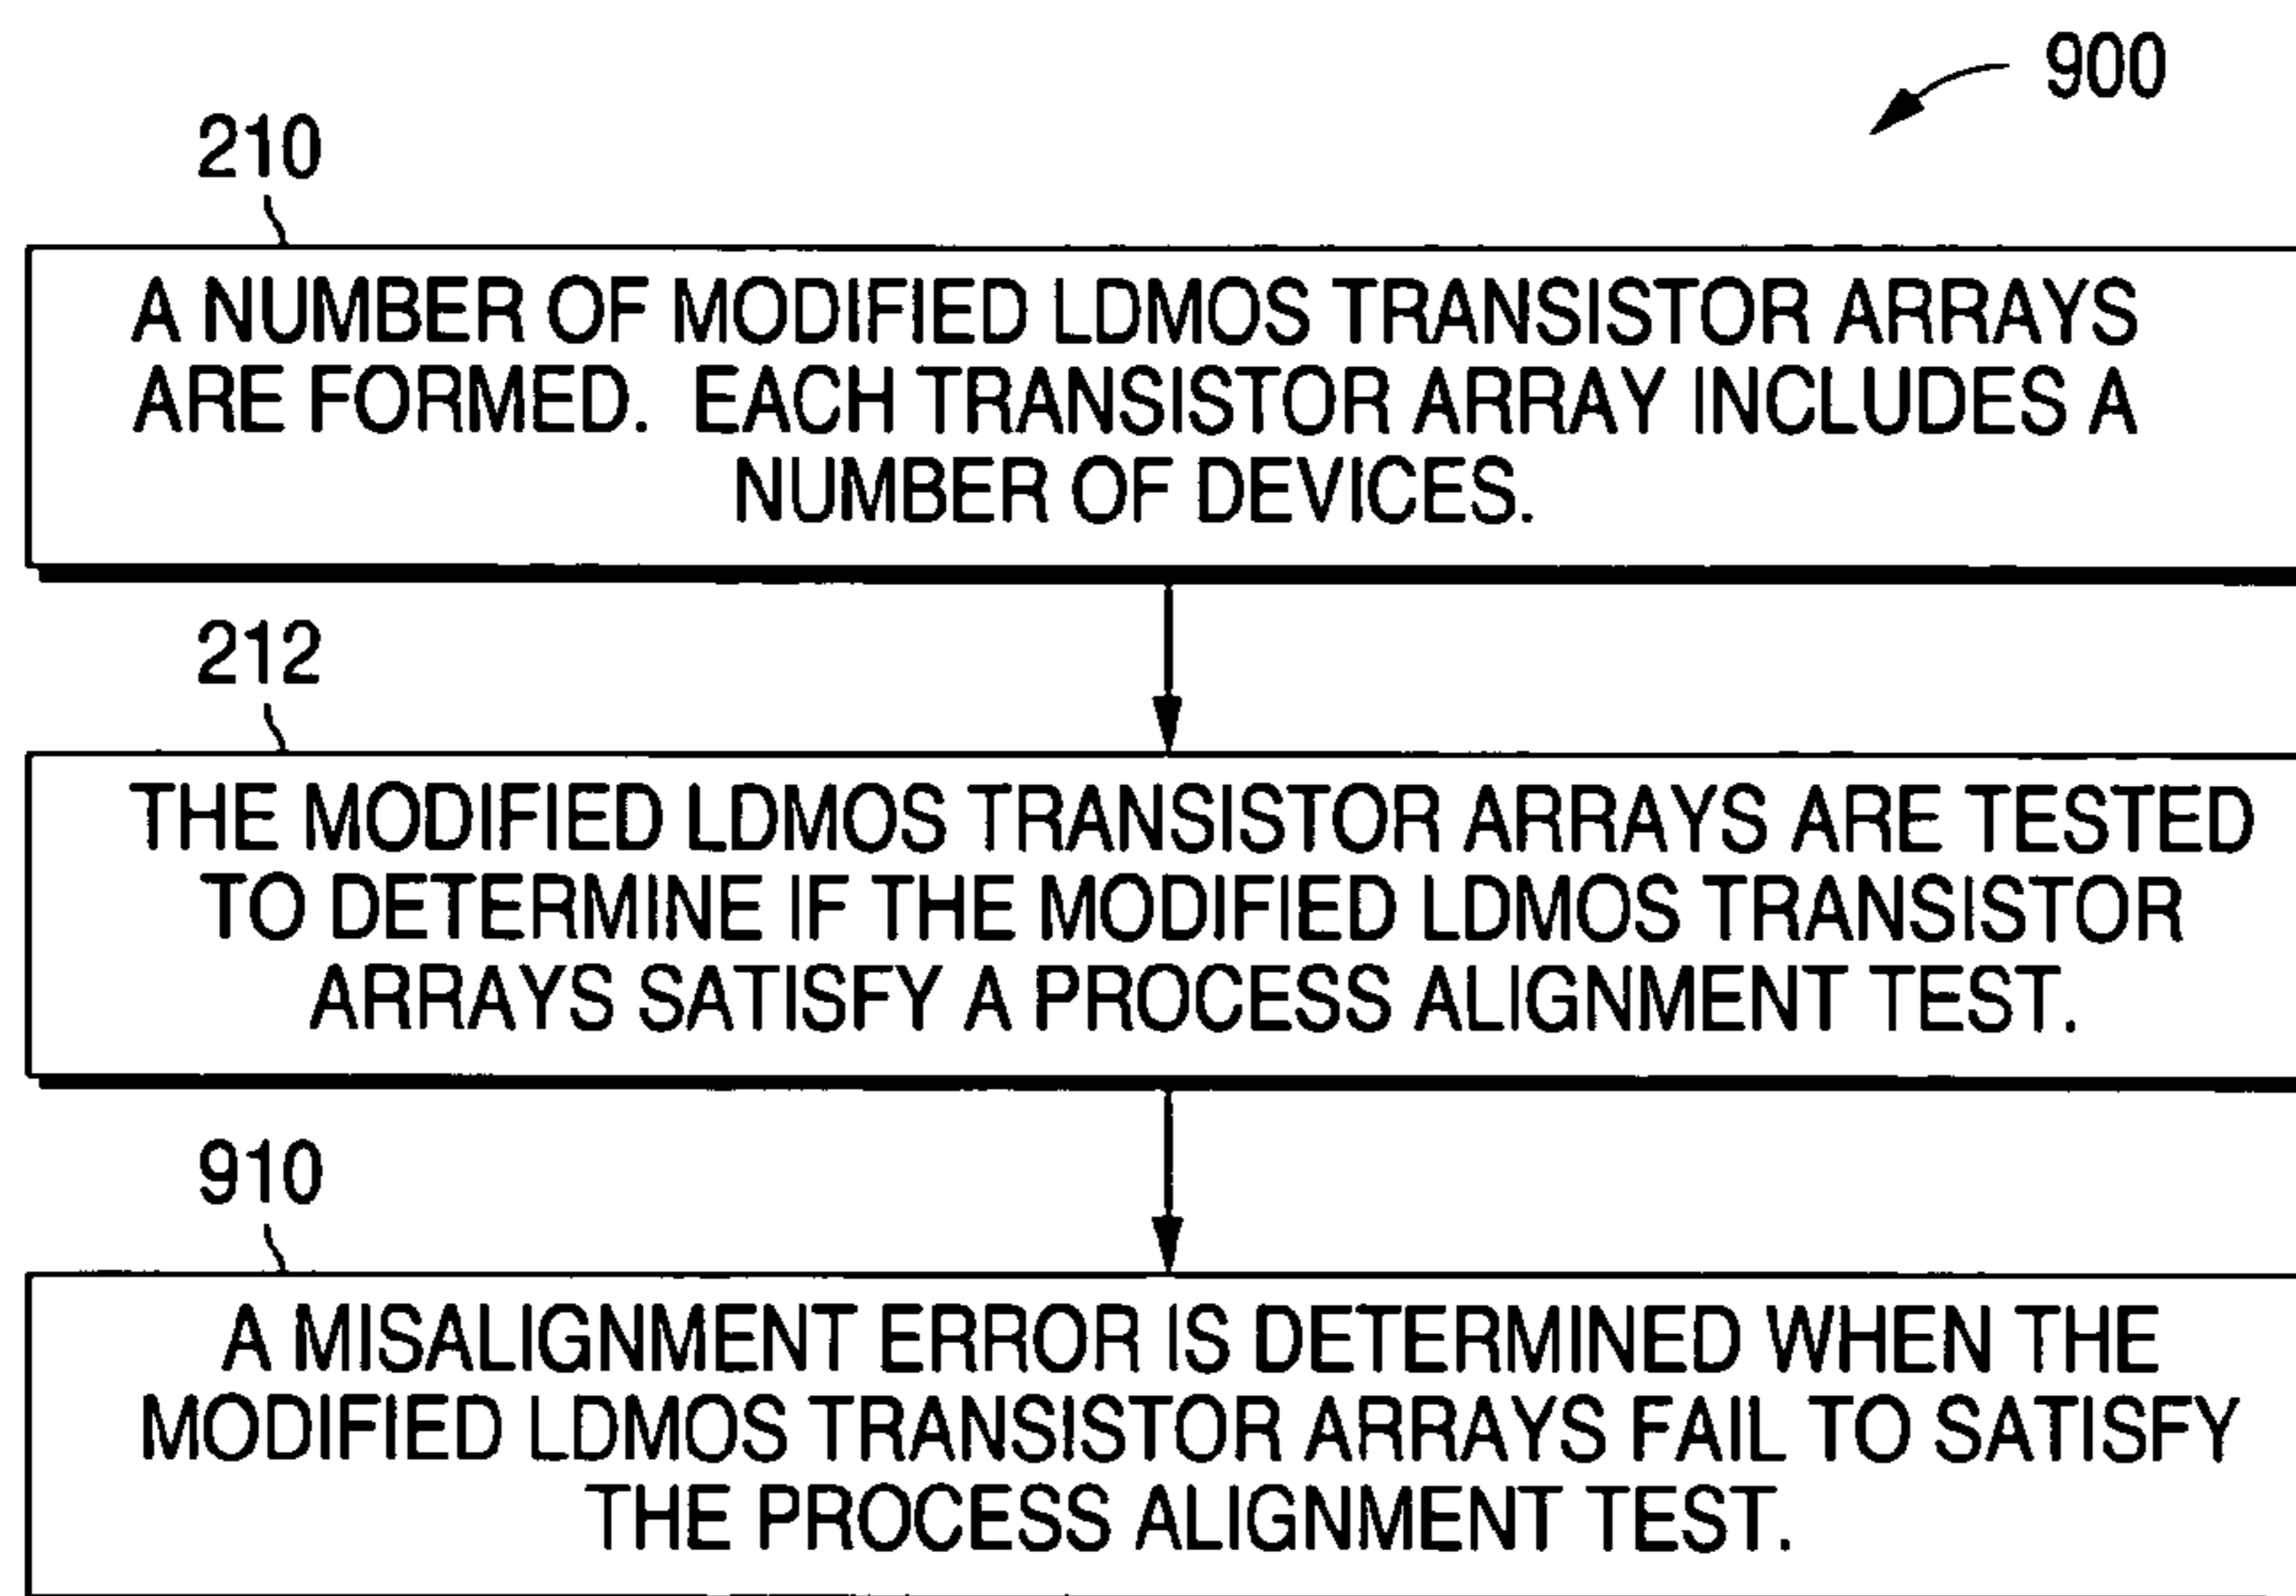 900
210
A NUMBER OF MODIFIED LDMOS TRANSISTOR ARRAYS
ARE FORMED. EACH TRANSISTOR ARRAY INCLUDES A
NUMBER OF DEVICES.
212
THE MODIFIED LDMOS TRANSISTOR ARRAYS ARE TESTED
TO DETERMINE IF THE MODIFIED LDMOS TRANSISTOR
ARRAYS SATISFY A PROCESS ALIGNMENT TEST.
910
A MISALIGNMENT ERROR IS DETERMINED WHEN THE
MODIFIED LDMOS TRANSISTOR ARRAYS FAIL TO SATISFY
THE PROCESS ALIGNMENT TEST.